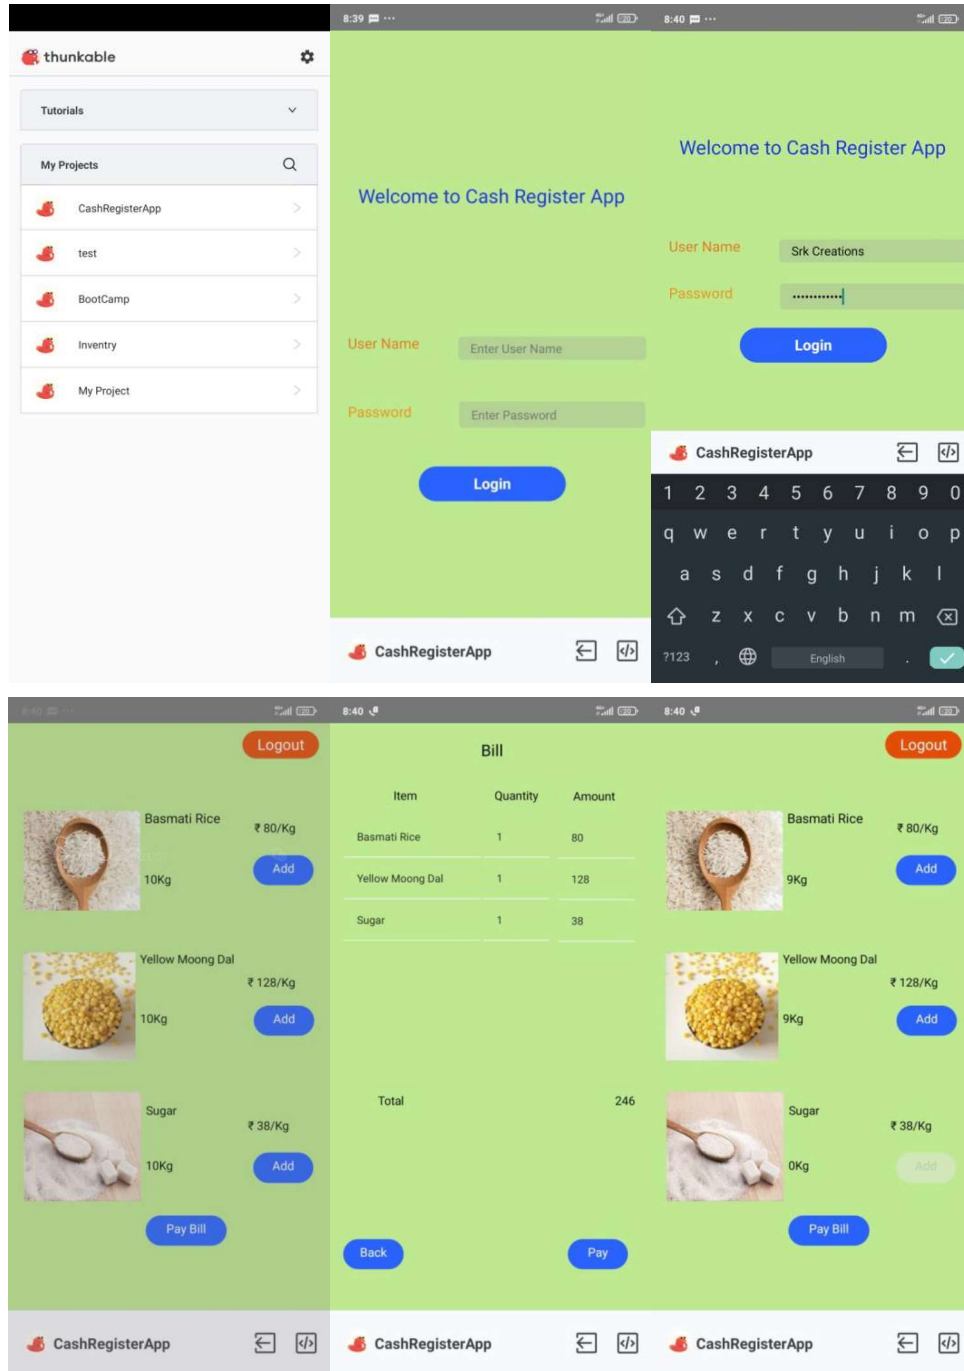 thunkable
Tutorials
My Projects
CashRegisterApp
test
BootCamp
Inventry
My Project
8:39
Welcome to Cash Register App
User Name
Enter User Name
Password
Enter Password
Login
CashRegisterApp
8:40
Welcome to Cash Register App
User Name
Srk Creations
Password
••••••••••••
Login
CashRegisterApp
1 2 3 4 5 6 7 8 9 0
q w e r t y u i o p
a s d f g h j k l
z x c v b n m
?123 , English .
8:40
Logout
Basmati Rice
₹ 80/Kg
10Kg
Add
Yellow Moong Dal
₹ 128/Kg
10Kg
Add
Sugar
₹ 38/Kg
10Kg
Add
Pay Bill
CashRegisterApp
8:40
Bill
Item Quantity Amount
Basmati Rice 1 80
Yellow Moong Dal 1 128
Sugar 1 38
Total 246
Back Pay
CashRegisterApp
8:40
Logout
Basmati Rice
₹ 80/Kg
9Kg
Add
Yellow Moong Dal
₹ 128/Kg
9Kg
Add
Sugar
₹ 38/Kg
0Kg
Add
Pay Bill
CashRegisterApp